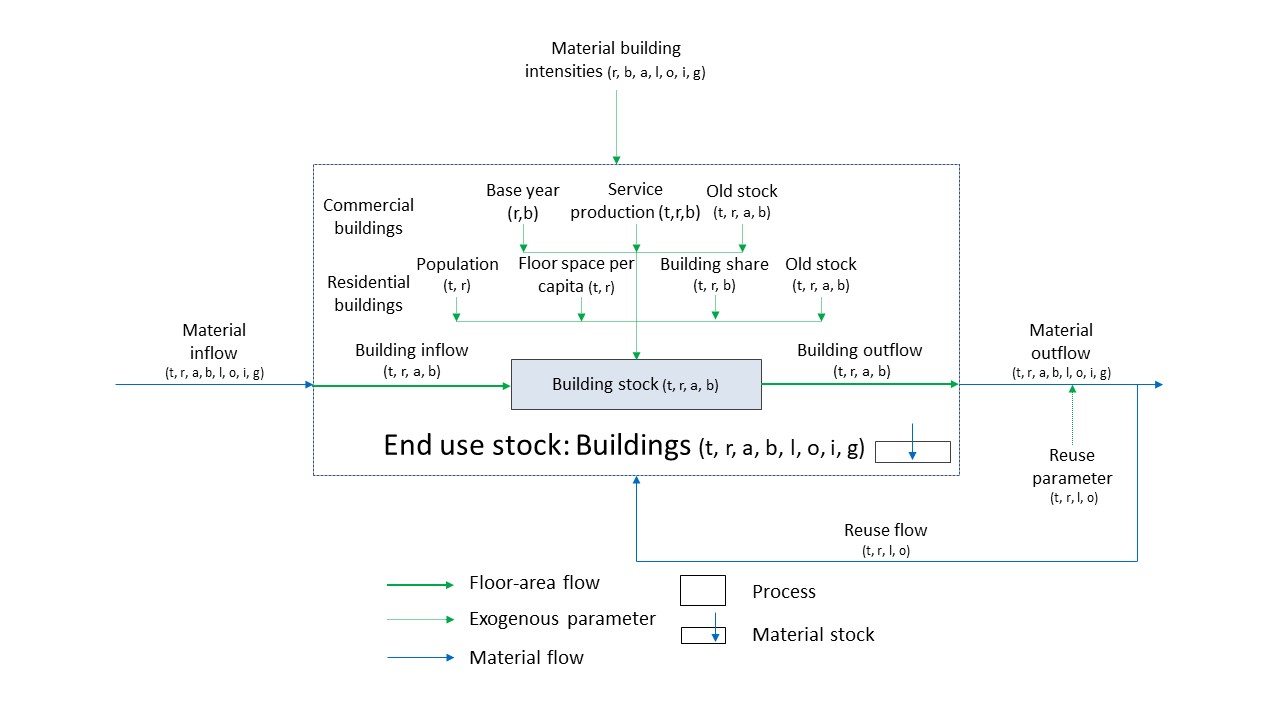 Material building
intensities (r, b, a, l, o, i, g)
Commercial
buildings
Base year
(r,b)
Service
production (t,r,b)
Old stock
(t, r, a, b)
Residential
buildings
Population
(t, r)
Floor space per
capita (t, r)
Building share
(t, r, b)
Old stock
(t, r, a, b)
Material
inflow
(t, r, a, b, l, o, i, g)
Building inflow
(t, r, a, b)
Building stock (t, r, a, b)
Building outflow
(t, r, a, b)
Material
outflow
(t, r, a, b, l, o, i, g)
End use stock: Buildings (t, r, a, b, l, o, i, g)
Reuse
parameter
(t, r, l, o)
Reuse flow
(t, r, l, o)
Floor-area flow
Exogenous parameter
Material flow
Process
Material stock